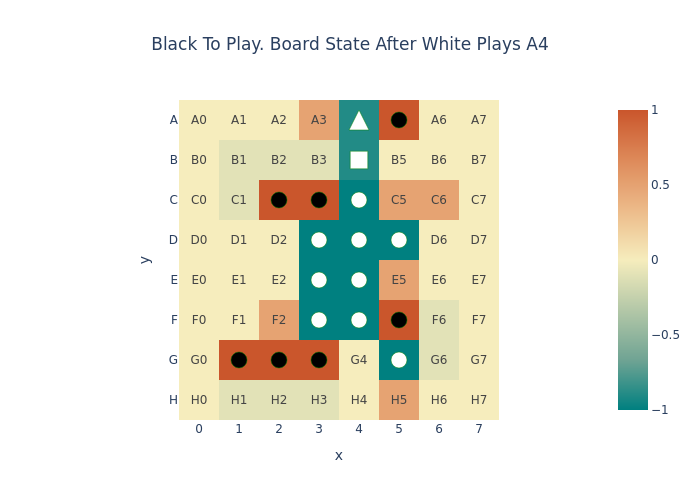 Black To Play. Board State After White Plays A4
A A0 A1 A2 A3 A6 A7
B B0 B1 B2 B3 B5 B6 B7
C C0 C1 C5 C6 C7
D D0 D1 D2 D6 D7
E E0 E1 E2 E5 E6 E7
F F0 F1 F2 F6 F7
G G0 G4 G6 G7
H H0 H1 H2 H3 H4 H5 H6 H7
0 1 2 3 4 5 6 7
x
y
1
0.5
0
−0.5
−1